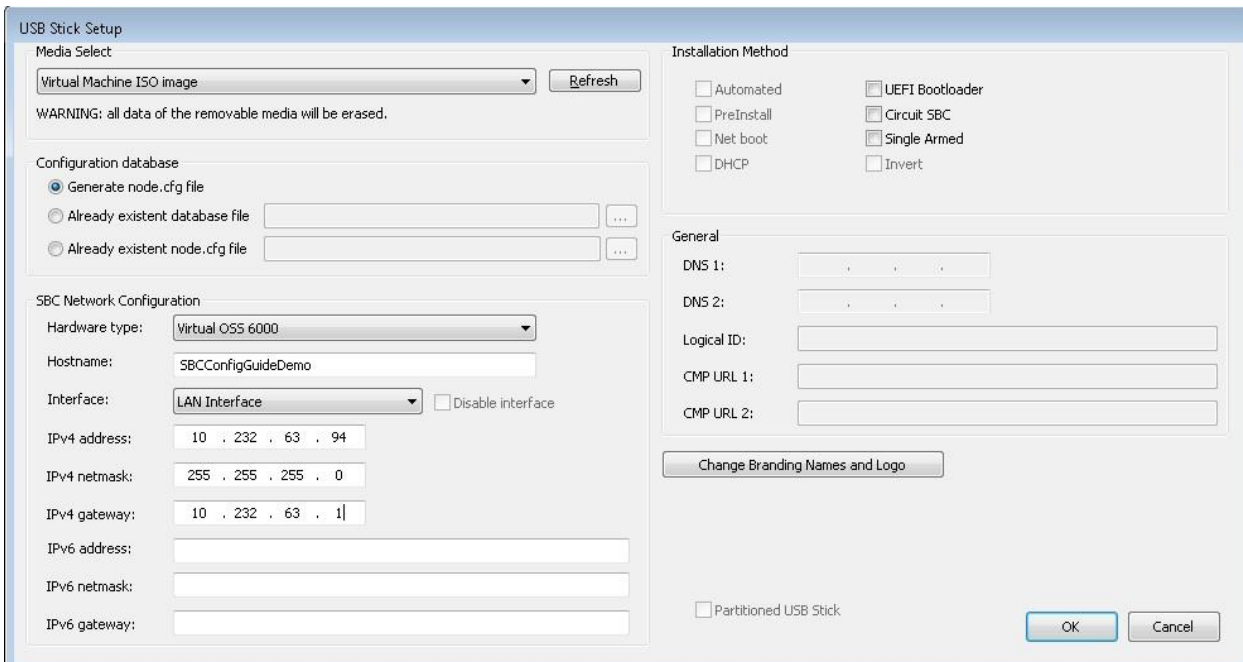 USB Stick Setup
Media Select
Virtual Machine ISO image
Refresh
WARNING: all data of the removable media will be erased.
Configuration database
Generate node.cfg file
Already existent database file ...
Already existent node.cfg file ...
SBC Network Configuration
Hardware type: Virtual OSS 6000
Hostname: SBCConfigGuideDemo
Interface: LAN Interface Disable interface
IPv4 address: 10 . 232 . 63 . 94
IPv4 netmask: 255 . 255 . 255 . 0
IPv4 gateway: 10 . 232 . 63 . 1
IPv6 address:
IPv6 netmask:
IPv6 gateway:
Installation Method
Automated UEFI Bootloader
PreInstall Circuit SBC
Net boot Single Armed
DHCP Invert
General
DNS 1: . . .
DNS 2: . . .
Logical ID:
CMP URL 1:
CMP URL 2:
Change Branding Names and Logo
Partitioned USB Stick
OK Cancel